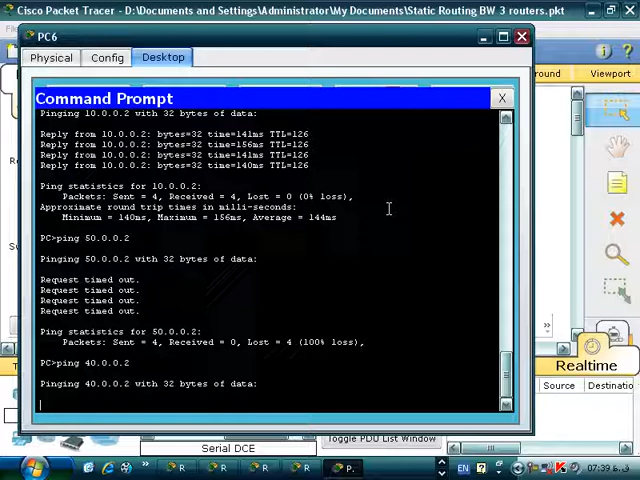 Cisco Packet Tracer - D:\Documents and Settings\Administrator\My Documents\Static Routing BW 3 routers.pkt
PC6
Physical
Config
Desktop
Viewport
Command Prompt
X
Pinging 10.0.0.2 with 32 bytes of data:
Reply from 10.0.0.2: bytes=32 time=141ms TTL=126
Reply from 10.0.0.2: bytes=32 time=156ms TTL=126
Reply from 10.0.0.2: bytes=32 time=141ms TTL=126
Reply from 10.0.0.2: bytes=32 time=140ms TTL=126
Ping statistics for 10.0.0.2:
Packets: Sent = 4, Received = 4, Lost = 0 (0% loss),
Approximate round trip times in milli-seconds:
Minimum = 140ms, Maximum = 156ms, Average = 144ms
PC>ping 50.0.0.2
Pinging 50.0.0.2 with 32 bytes of data:
Request timed out.
Request timed out.
Request timed out.
Request timed out.
Ping statistics for 50.0.0.2:
Packets: Sent = 4, Received = 0, Lost = 4 (100% loss),
PC>ping 40.0.0.2
Pinging 40.0.0.2 with 32 bytes of data:
Realtime
Source
Destinatio
Toggle PDU List Window
Serial DCE
R
R
R
R
P.
EN
07:39